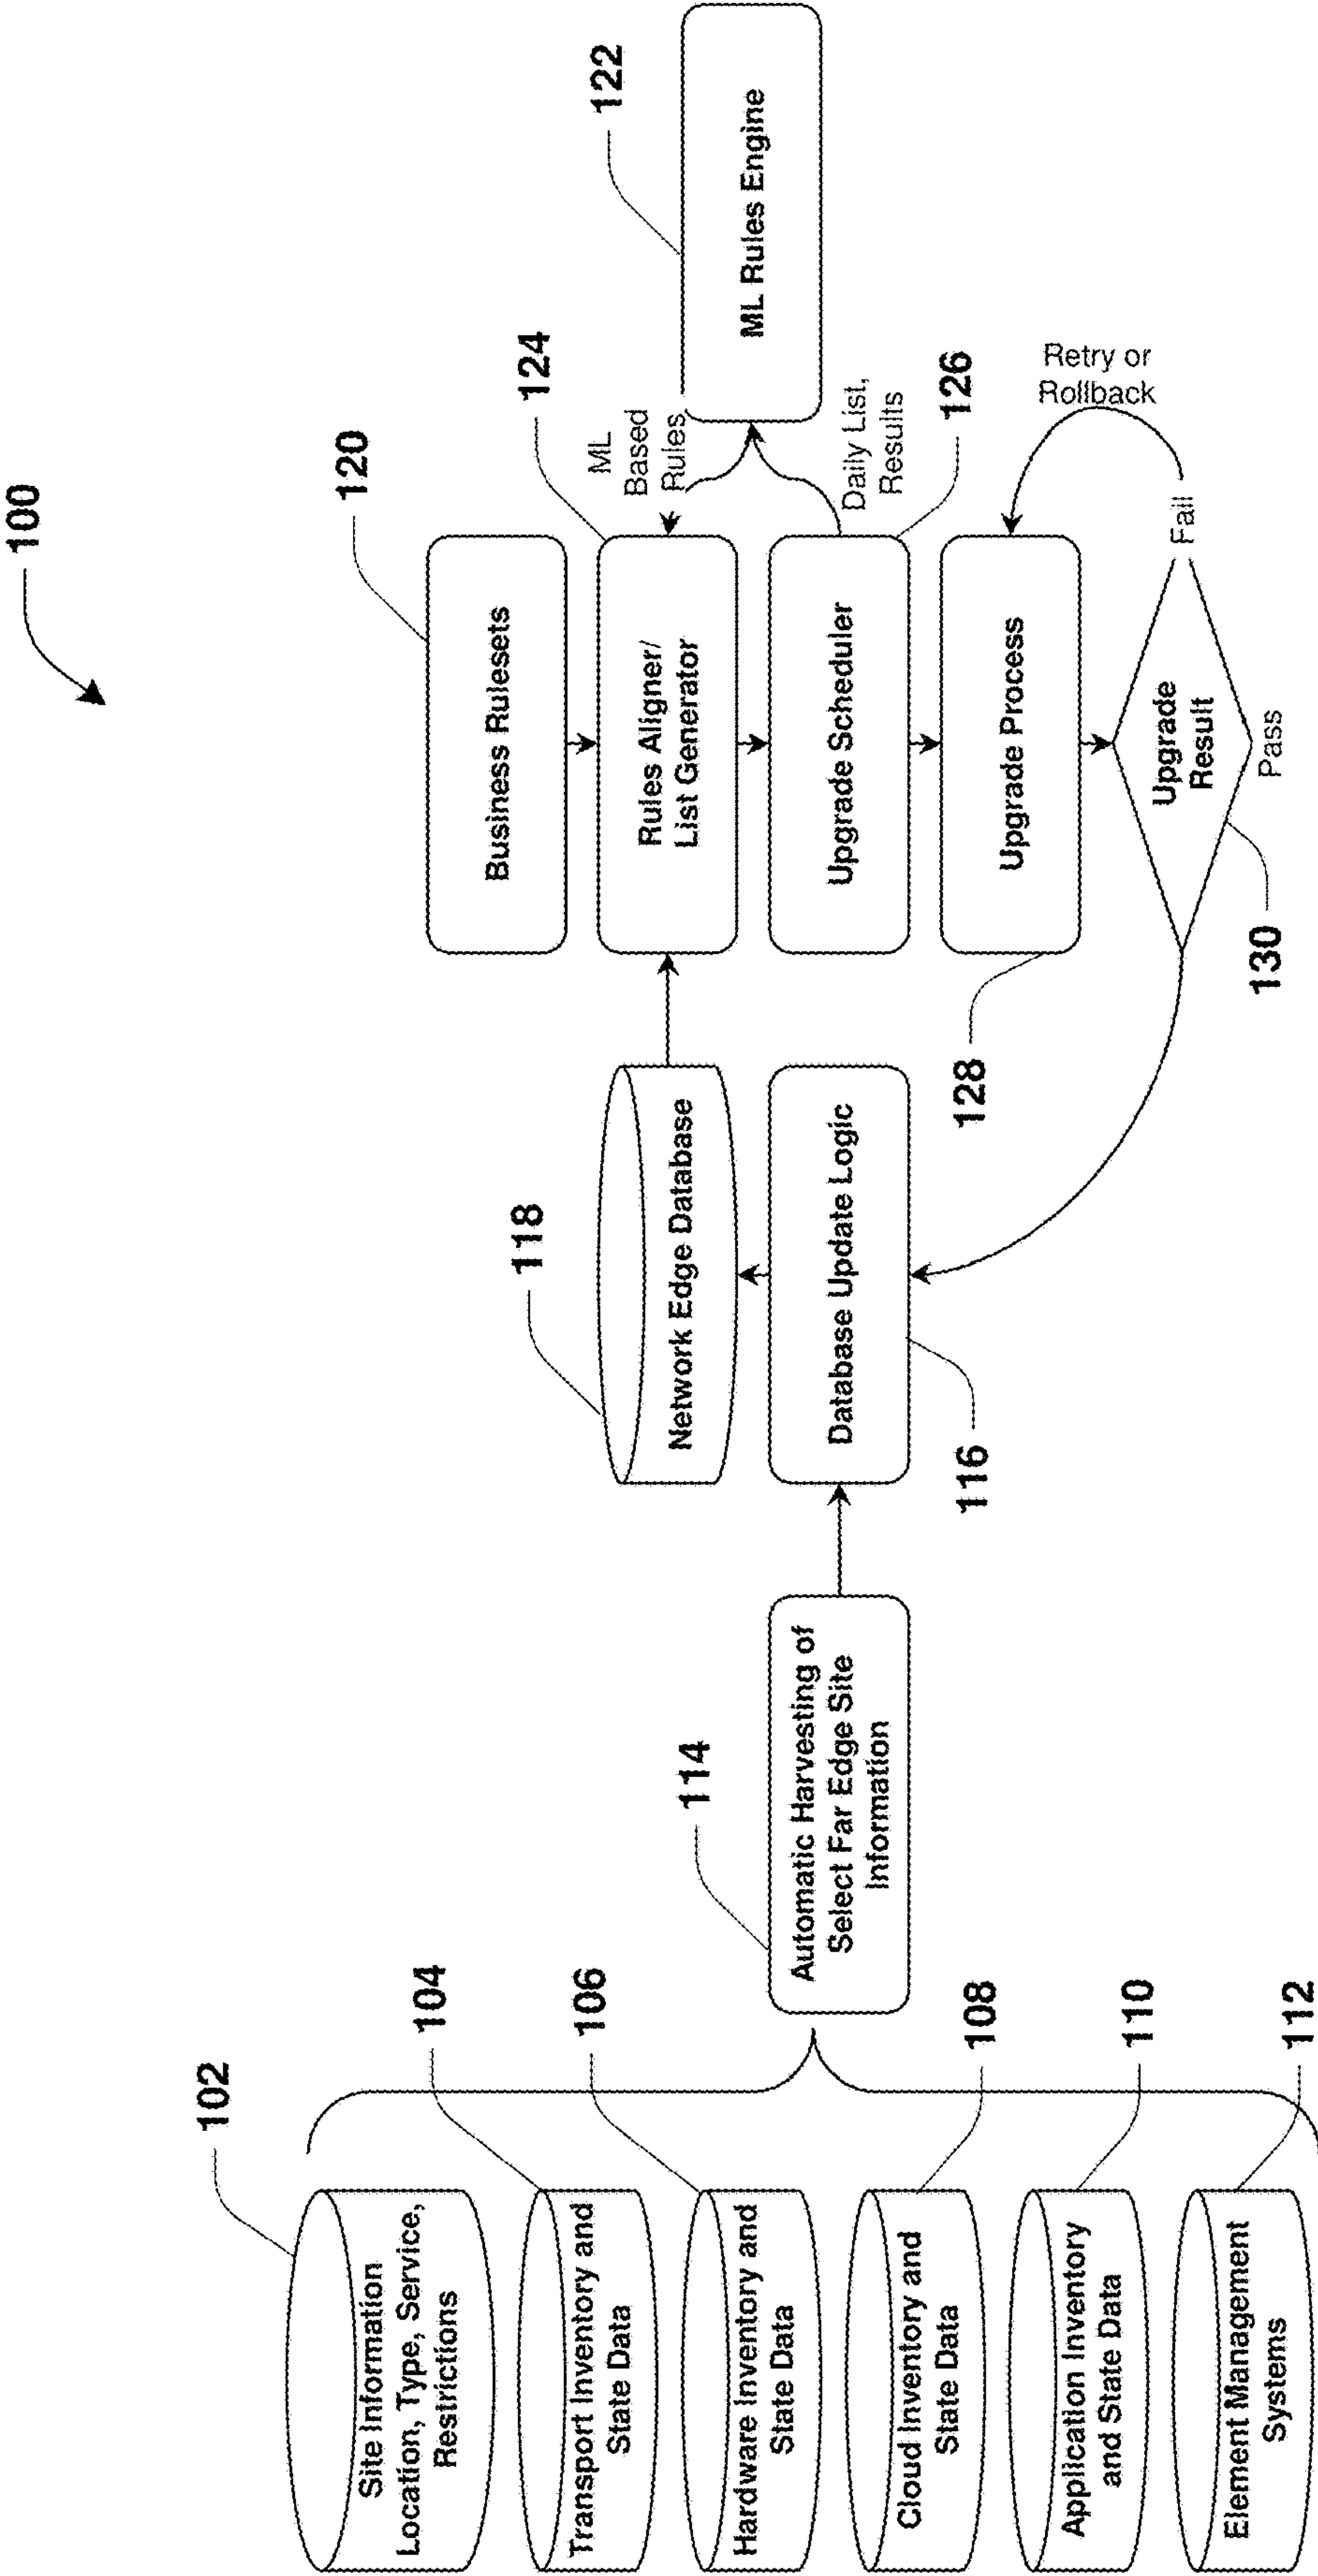 100
102
Site Information
Location, Type, Service,
Restrictions
104
Transport Inventory and
State Data
106
Hardware Inventory and
State Data
108
Cloud Inventory and
State Data
110
Application Inventory
and State Data
112
Element Management
Systems
114
Automatic Harvesting of
Select Far Edge Site
Information
118
Network Edge Database
116
Database Update Logic
120
Business Rulesets
124
Rules Aligner/
List Generator
ML
Based
Rules
122
ML Rules Engine
126
Upgrade Scheduler
Daily List,
Results
128
Upgrade Process
Retry or
Rollback
Fail
Upgrade
Result
Pass
130